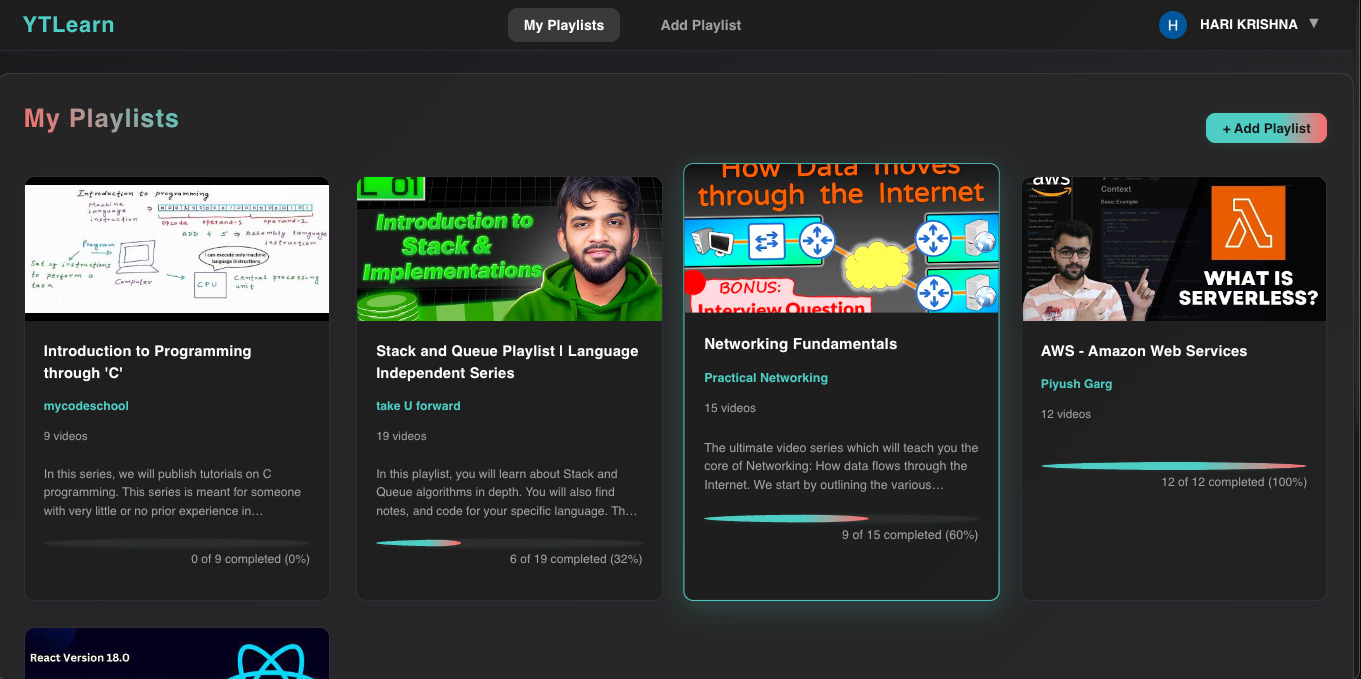 YTLearn
My Playlists
Add Playlist
H
HARI KRISHNA
My Playlists
+ Add Playlist
Introduction to programming
Machine
Language
instruction
opcode operand-1 operand-2
ADD 4 5 → Assembly language
instruction
Program
I can execute only machine
language instructions.
Set of instructions
to perform a
task
Computer
CPU
Central processing
unit
Introduction to Programming
through 'C'
mycodeschool
9 videos
In this series, we will publish tutorials on C
programming. This series is meant for someone
with very little or no prior experience in…
0 of 9 completed (0%)
Introduction to
Stack &
Implementations
Stack and Queue Playlist | Language
Independent Series
take U forward
19 videos
In this playlist, you will learn about Stack and
Queue algorithms in depth. You will also find
notes, and code for your specific language. Th…
6 of 19 completed (32%)
How Data moves
through the Internet
BONUS:
Interview Question
Networking Fundamentals
Practical Networking
15 videos
The ultimate video series which will teach you the
core of Networking: How data flows through the
Internet. We start by outlining the various…
9 of 15 completed (60%)
aws
Context
Basic Example
WHAT IS
SERVERLESS?
AWS - Amazon Web Services
Piyush Garg
12 videos
12 of 12 completed (100%)
React Version 18.0